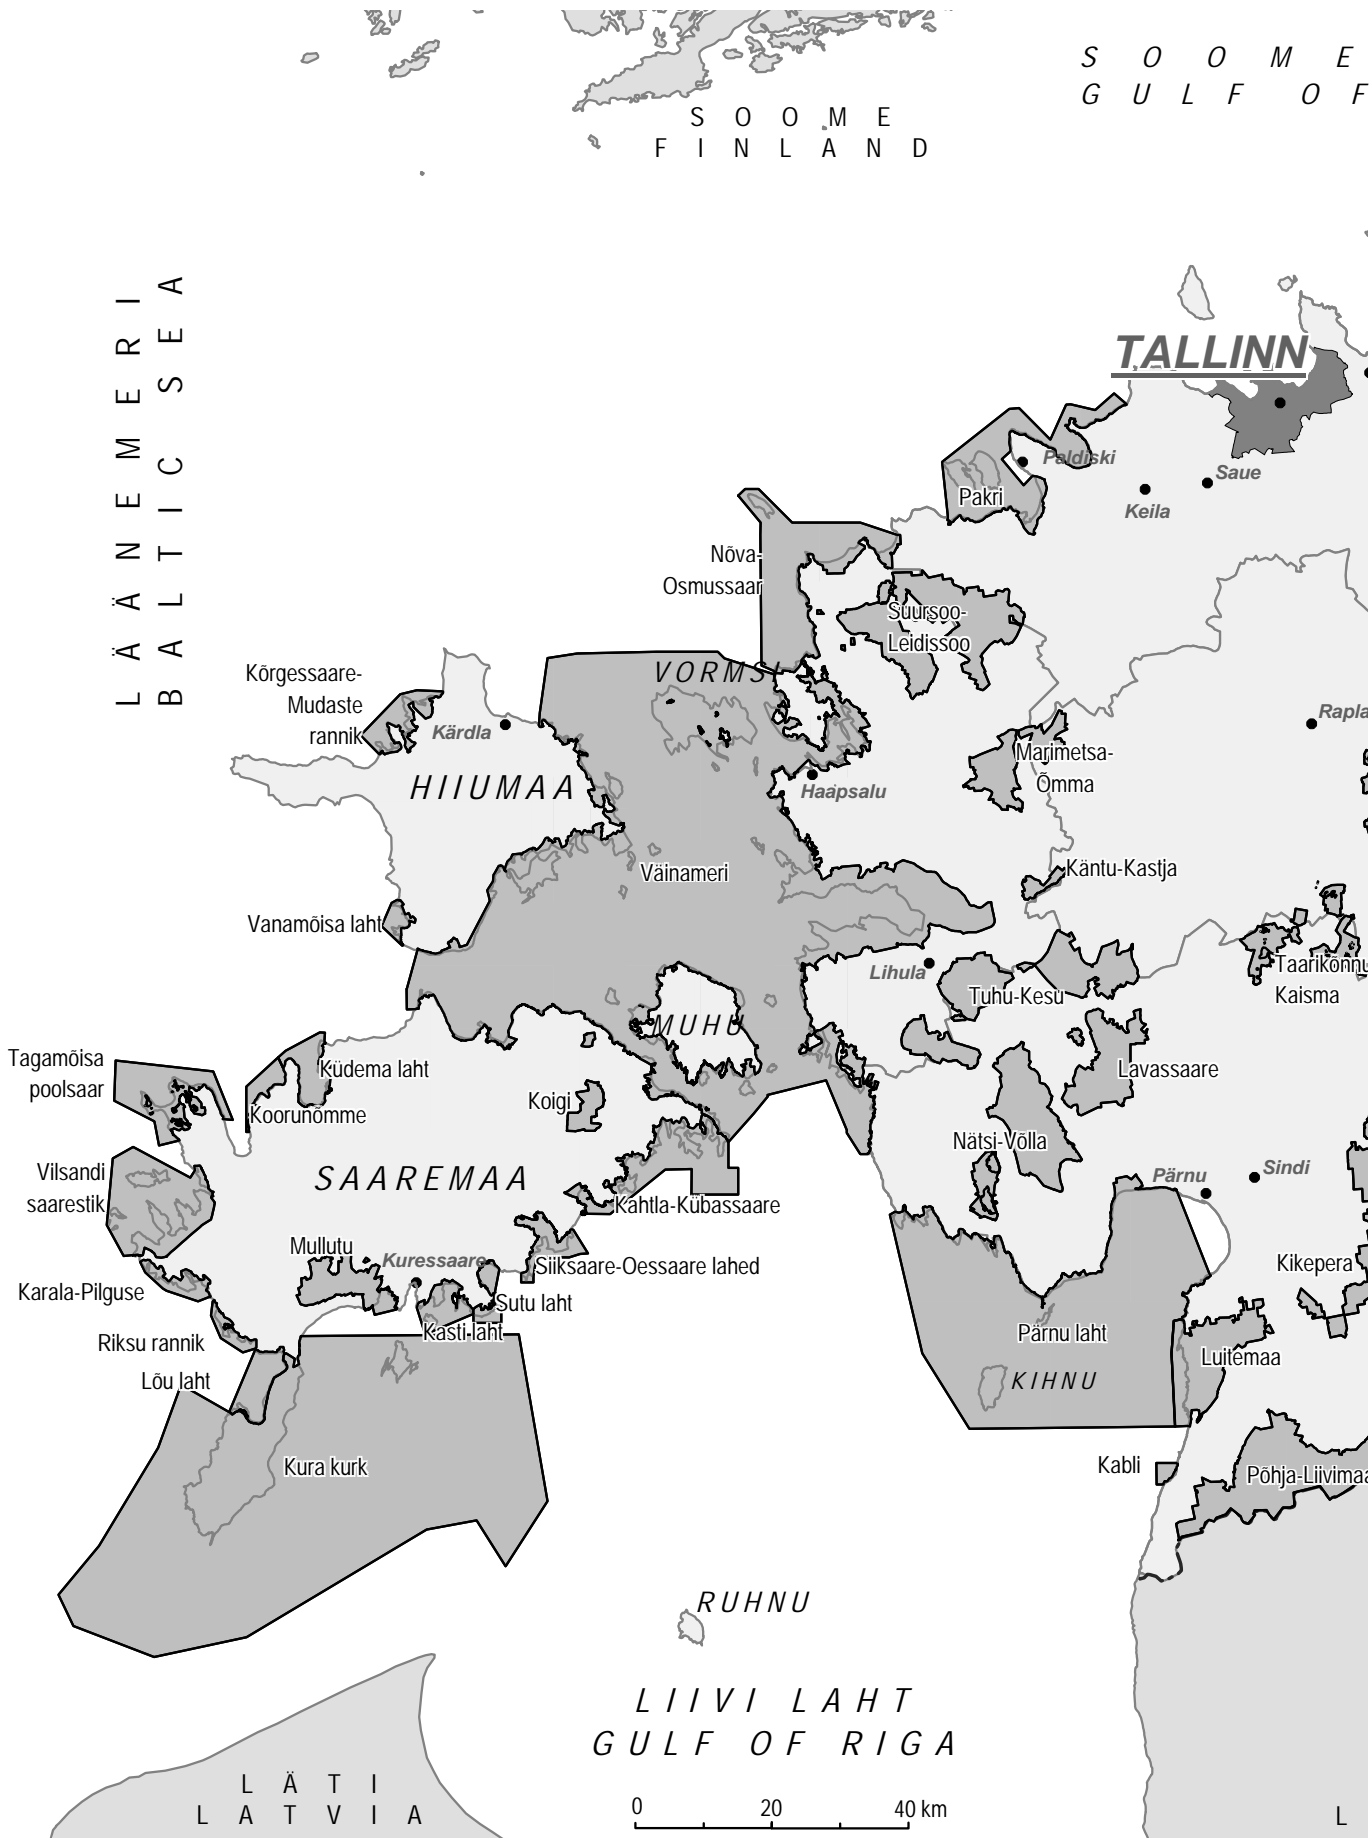 S O O M E
G U L F O F
S O O M E
F I N L A N D
L Ä Ä N E M E R I
B A L T I C S E A
TALLINN
Paldiski
Saue
Keila
Pakri
Nõva-
Osmussaar
Suursoo-
Leidissoo
VORMSI
Kõrgessaare-
Mudaste
rannik
Kärdla
Rapla
HIIUMAA
Haapsalu
Marimetsa-
Õmma
Väinameri
Käntu-Kastja
Vanamõisa laht
Lihula
Tuhu-Kesu
Taarikõnnu
Kaisma
MUHU
Tagamõisa
poolsaar
Küdema laht
Koorunõmme
Koigi
Lavassaare
Nätsi-Võlla
Vilsandi
saarestik
SAAREMAA
Kahtla-Kübassaare
Pärnu
Sindi
Mullutu
Kuressaare
Siiksaare-Oessaare lahed
Kikepera
Karala-Pilguse
Sutu laht
Riksu rannik
Kasti laht
Pärnu laht
Luitemaa
Lõu laht
KIHNU
Kura kurk
Kabli
Põhja-Liivimaa
RUHNU
LIIVI LAHT
GULF OF RIGA
L Ä T I
L A T V I A
0 20 40 km
L